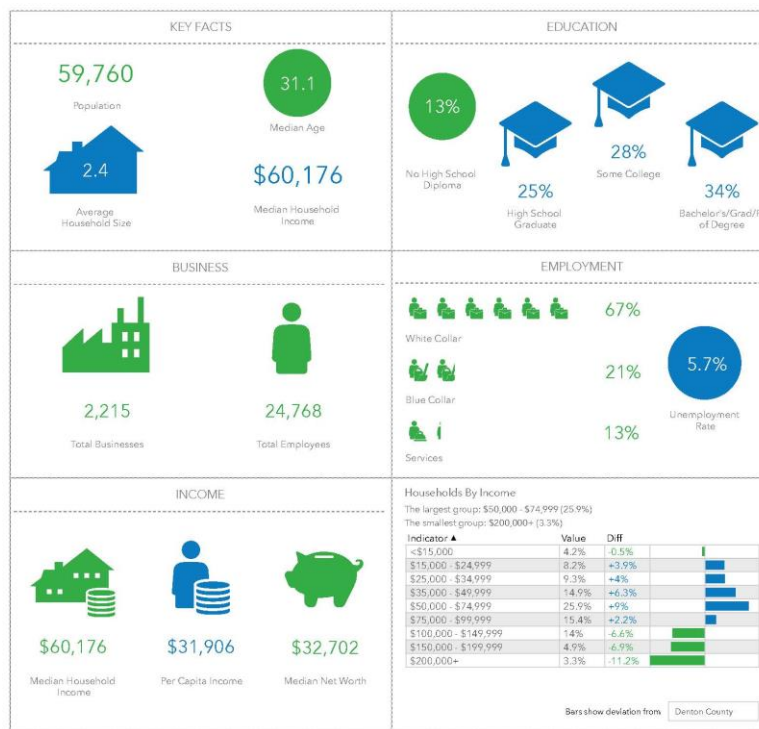 KEY FACTS
59,760
Population
31.1
Median Age
2.4
Average
Household Size
$60,176
Median Household
Income
EDUCATION
13%
No High School
Diploma
25%
High School
Graduate
28%
Some College
34%
Bachelor's/Grad/
of Degree
BUSINESS
2,215
Total Businesses
24,768
Total Employees
EMPLOYMENT
67%
White Collar
21%
Blue Collar
13%
Services
5.7%
Unemployment
Rate
INCOME
$60,176
Median Household
Income
$31,906
Per Capita Income
$32,702
Median Net Worth
Households By Income
The largest group: $50,000 - $74,999 (25.9%)
The smallest group: $200,000+ (3.3%)
Indicator ▲ Value Diff
<$15,000 4.2% -0.5%
$15,000 - $24,999 8.2% +3.9%
$25,000 - $34,999 9.3% +4%
$35,000 - $49,999 14.9% +6.3%
$50,000 - $74,999 25.9% +9%
$75,000 - $99,999 15.4% +2.2%
$100,000 - $149,999 14% -6.6%
$150,000 - $199,999 4.9% -6.9%
$200,000+ 3.3% -11.2%
Bars show deviation from Denton County